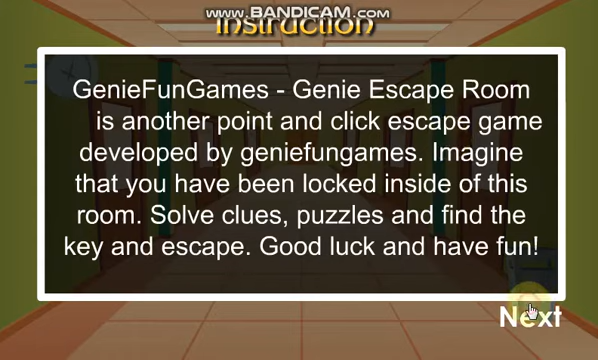 www.BANDICAM.com
Instruction
GenieFunGames - Genie Escape Room
is another point and click escape game
developed by geniefungames. Imagine
that you have been locked inside of this
room. Solve clues, puzzles and find the
key and escape. Good luck and have fun!
Next